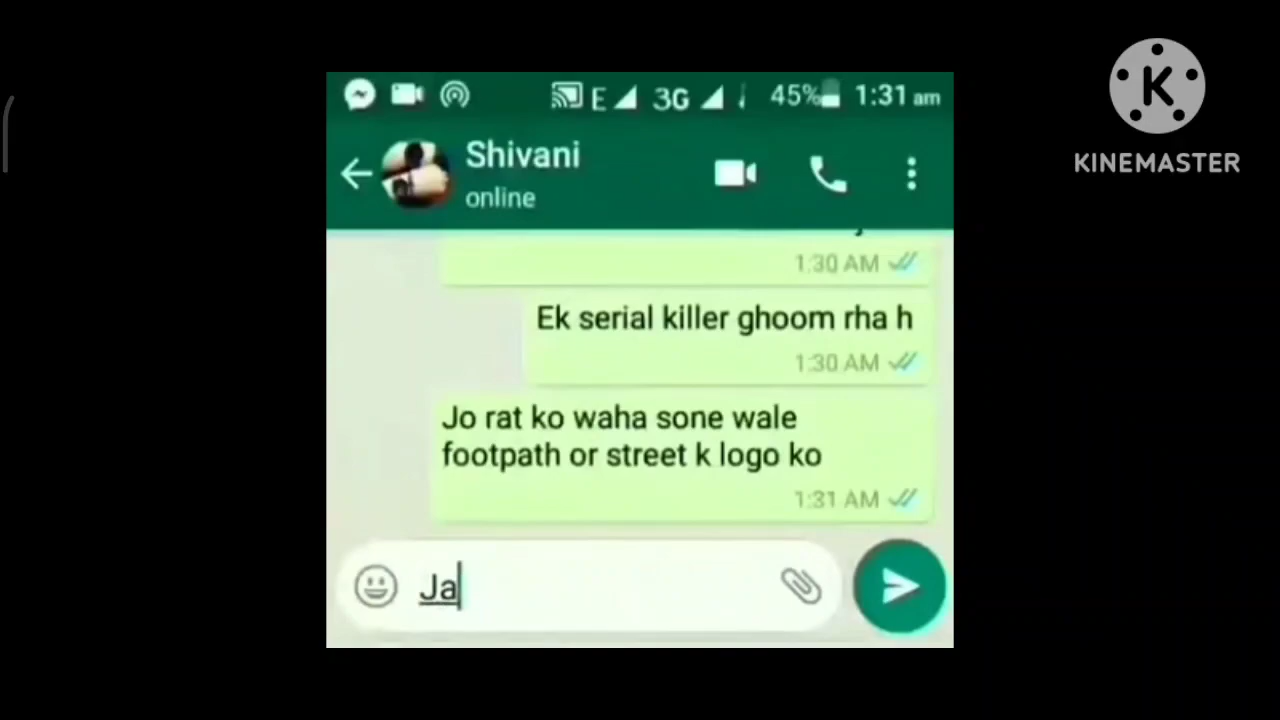 E 3G 45% 1:31 am
K
KINEMASTER
Shivani
online
1:30 AM
Ek serial killer ghoom rha h
1:30 AM
Jo rat ko waha sone wale
footpath or street k logo ko
1:31 AM
Ja